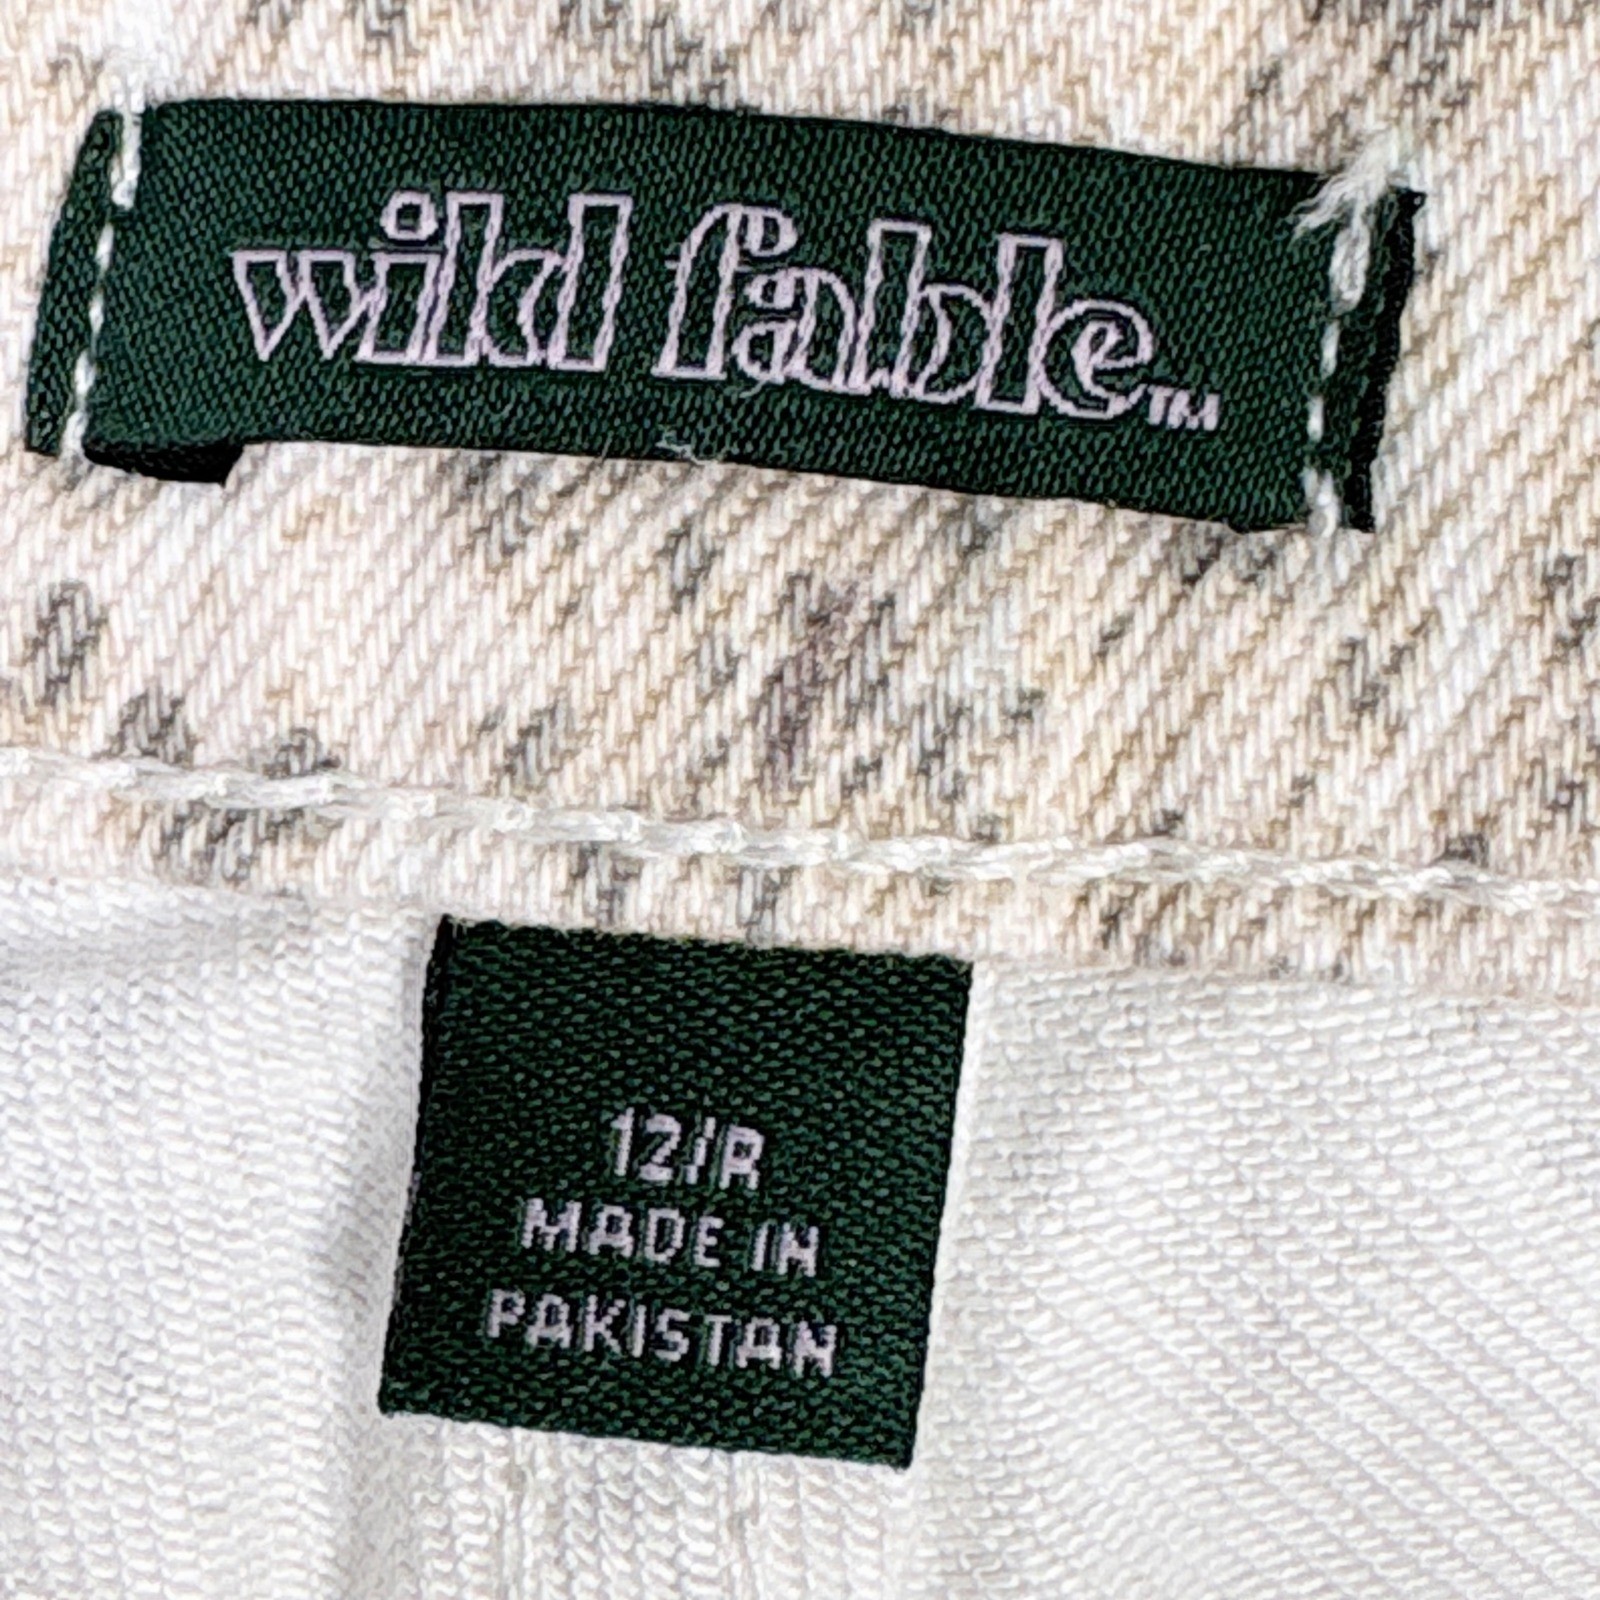 wild fable™
12/R
MADE IN
PAKISTAN